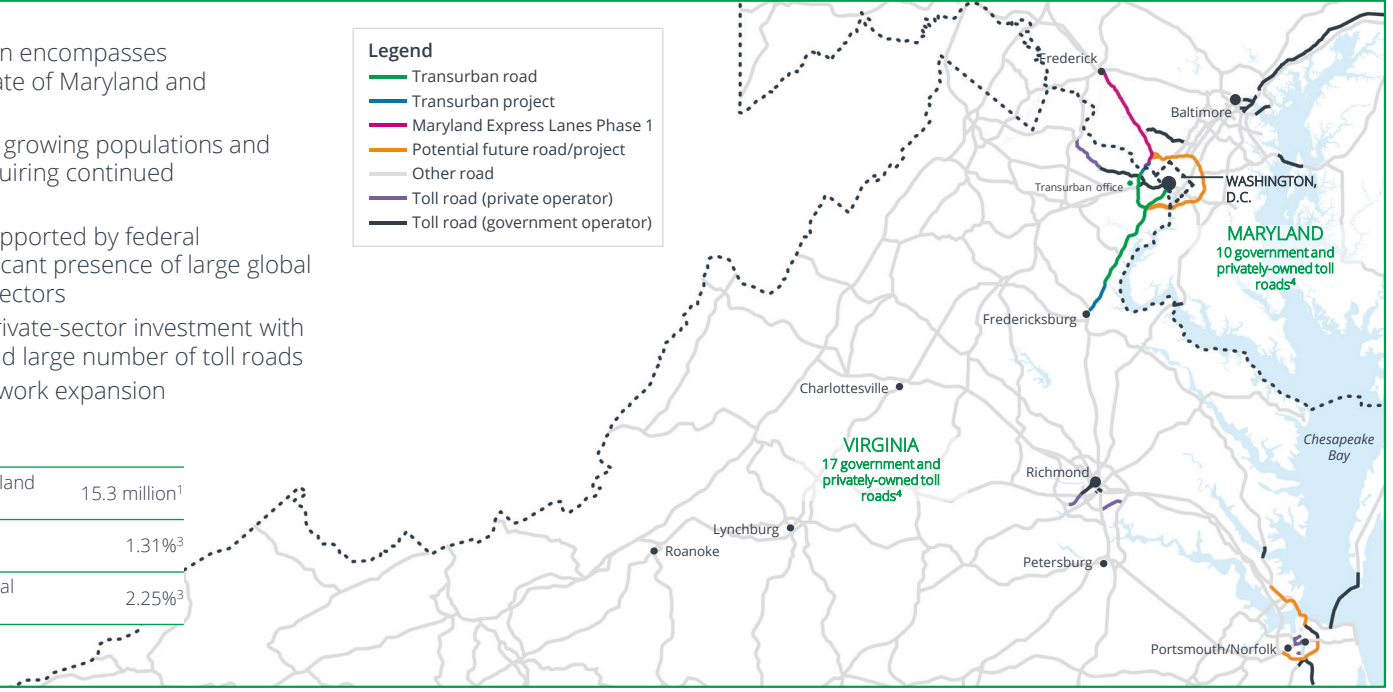 n encompasses
ate of Maryland and
growing populations and
uiring continued
pported by federal
icant presence of large global
ectors
rivate-sector investment with
d large number of toll roads
work expansion
land
15.3 million¹
1.31%³
al
2.25%³
Legend
Transurban road
Transurban project
Maryland Express Lanes Phase 1
Potential future road/project
Other road
Toll road (private operator)
Toll road (government operator)
Frederick
Baltimore
Transurban office
WASHINGTON,
D.C.
MARYLAND
10 government and
privately-owned toll
roads⁴
Fredericksburg
Charlottesville
VIRGINIA
17 government and
privately-owned toll
roads⁴
Chesapeake
Bay
Richmond
Lynchburg
Roanoke
Petersburg
Portsmouth/Norfolk